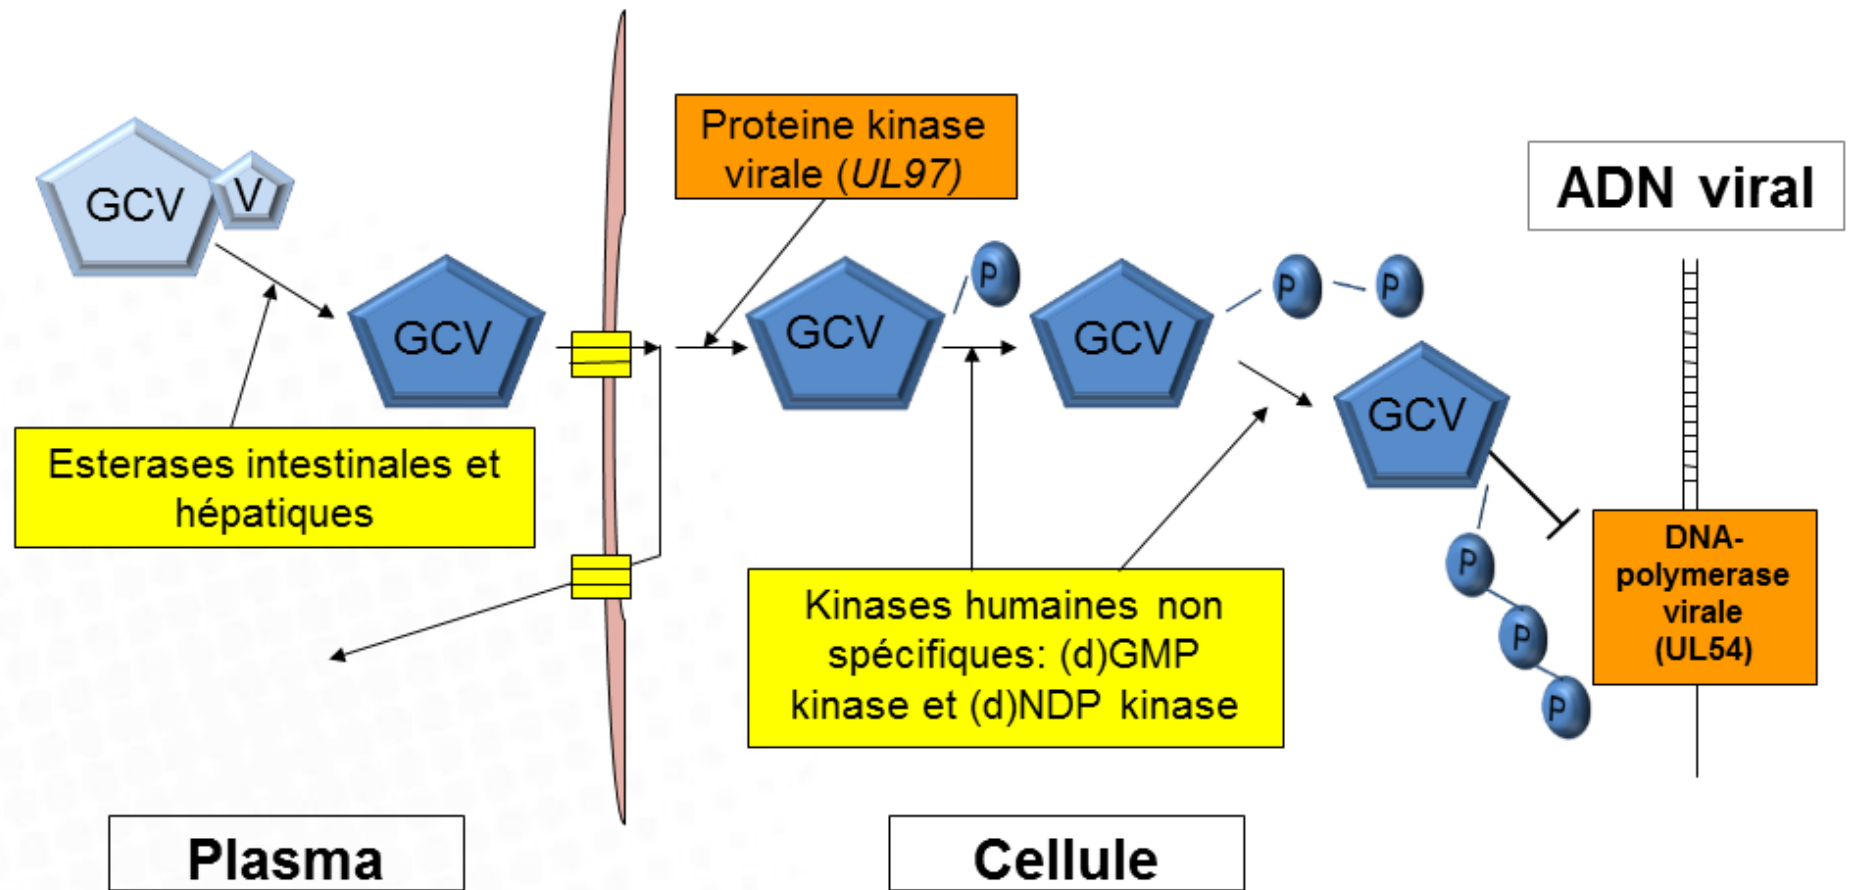 GCV
V
Esterases intestinales et
hépatiques
GCV
Proteine kinase
virale (UL97)
GCV
P
GCV
P
P
Kinases humaines non
spécifiques: (d)GMP
kinase et (d)NDP kinase
GCV
P
P
P
ADN viral
DNA-
polymerase
virale
(UL54)
Plasma
Cellule